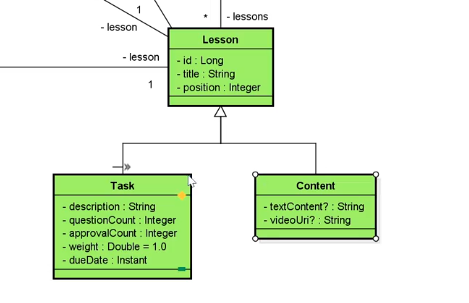 1
- lesson
*
- lessons
Lesson
- lesson
1
- id : Long
- title : String
- position : Integer
Task
- description : String
- questionCount : Integer
- approvalCount : Integer
- weight : Double = 1.0
- dueDate : Instant
Content
- textContent? : String
- videoUri? : String